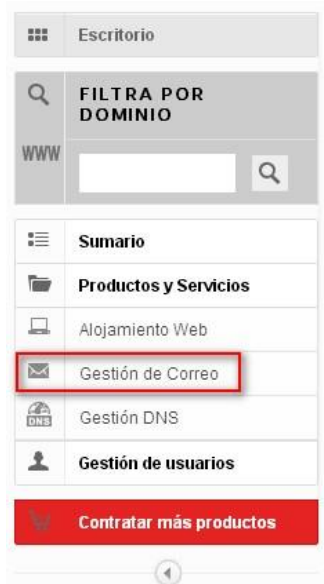 Escritorio
FILTRA POR
DOMINIO
WWW
Sumario
Productos y Servicios
Alojamiento Web
Gestión de Correo
DNS
Gestión DNS
Gestión de usuarios
Contratar más productos